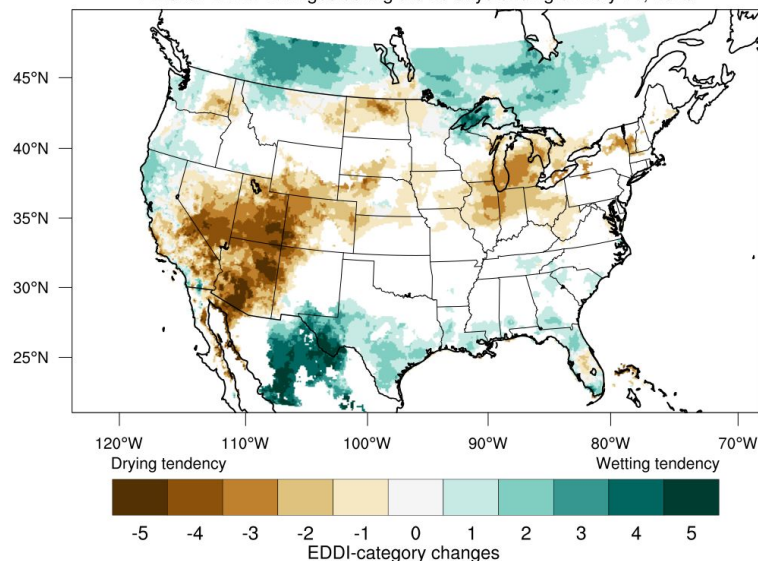 45°N
40°N
35°N
30°N
25°N
120°W 110°W 100°W 90°W 80°W 70°W
Drying tendency Wetting tendency
-5 -4 -3 -2 -1 0 1 2 3 4 5
EDDI-category changes